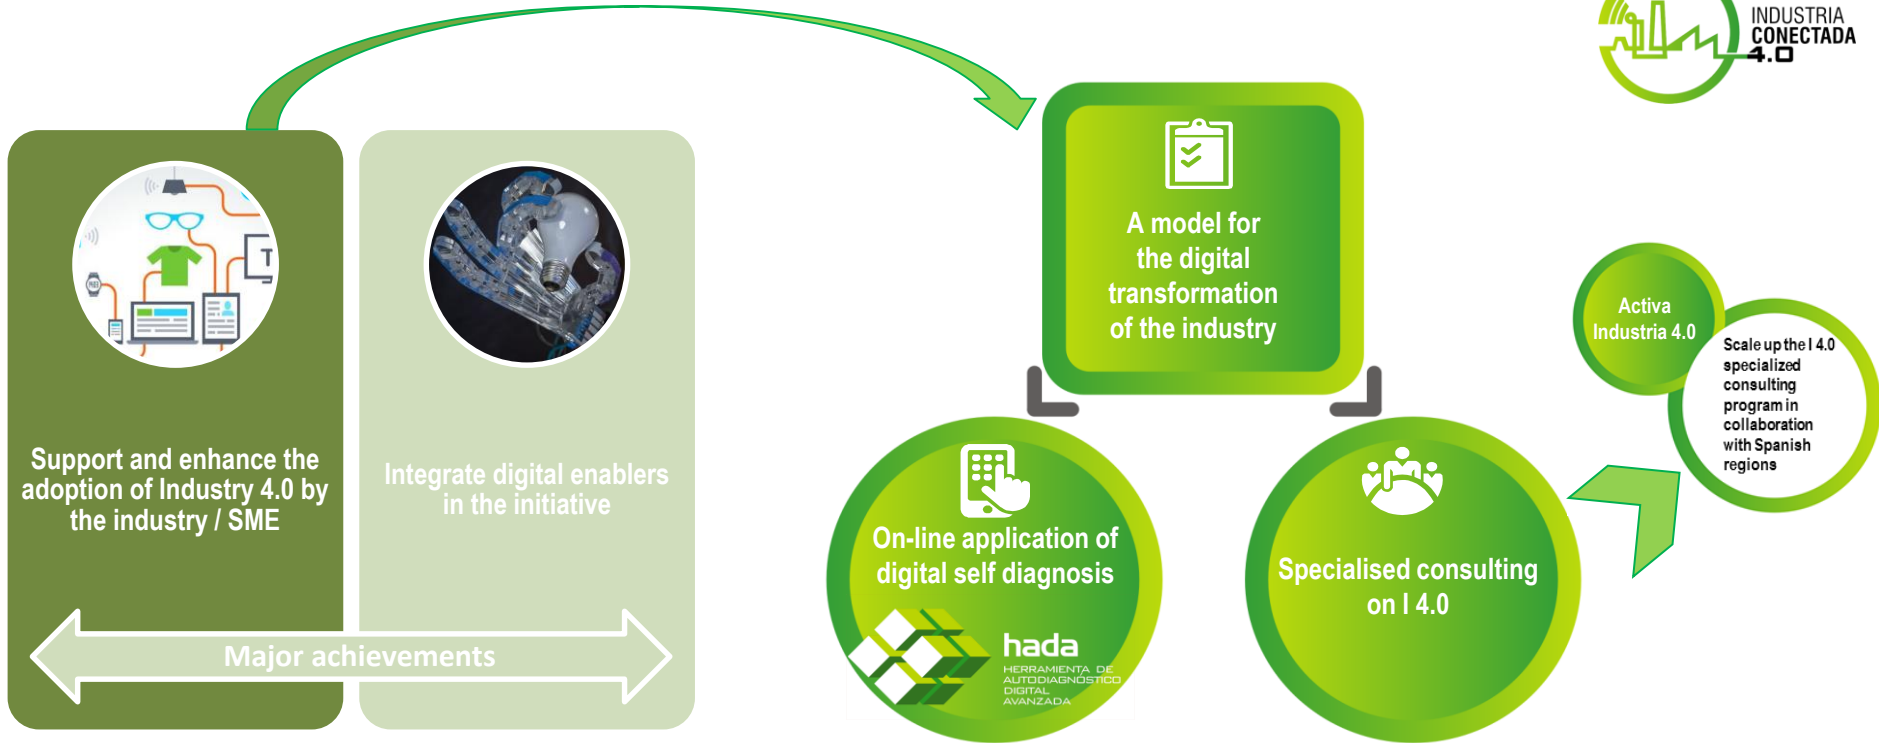 INDUSTRIA
CONECTADA
4.0
Support and enhance the
adoption of Industry 4.0 by
the industry / SME
Integrate digital enablers
in the initiative
Major achievements
A model for
the digital
transformation
of the industry
On-line application of
digital self diagnosis
hada
HERRAMIENTA DE
AUTODIAGNÓSTICO
DIGITAL
AVANZADA
Specialised consulting
on I 4.0
Activa
Industria 4.0
Scale up the I 4.0
specialized
consulting
program in
collaboration
with Spanish
regions